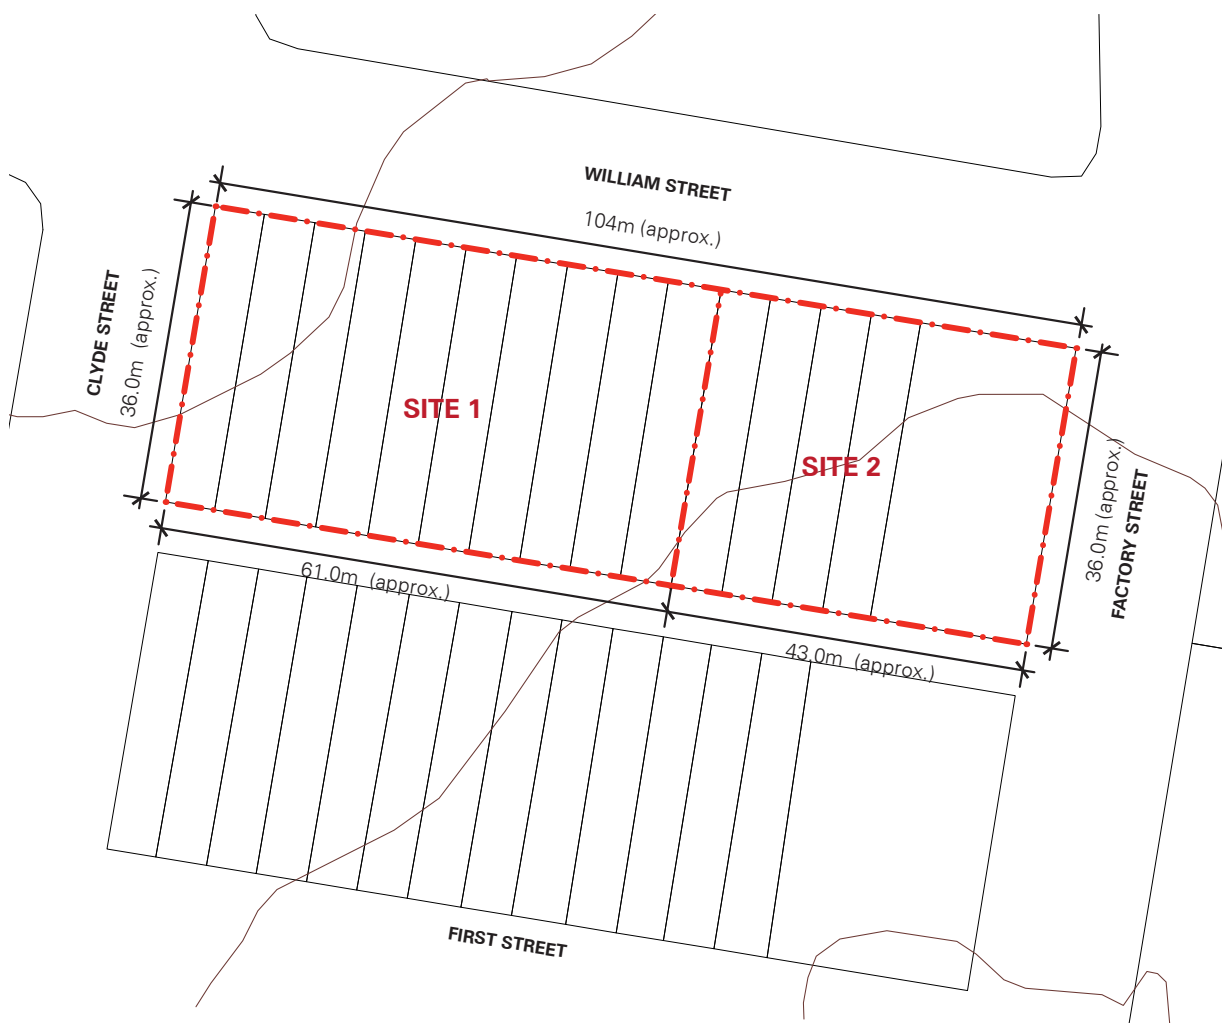 WILLIAM STREET
104m (approx.)
CLYDE STREET
36.0m (approx.)
SITE 1
SITE 2
36.0m (approx.)
FACTORY STREET
61.0m (approx.)
43.0m (approx.)
FIRST STREET